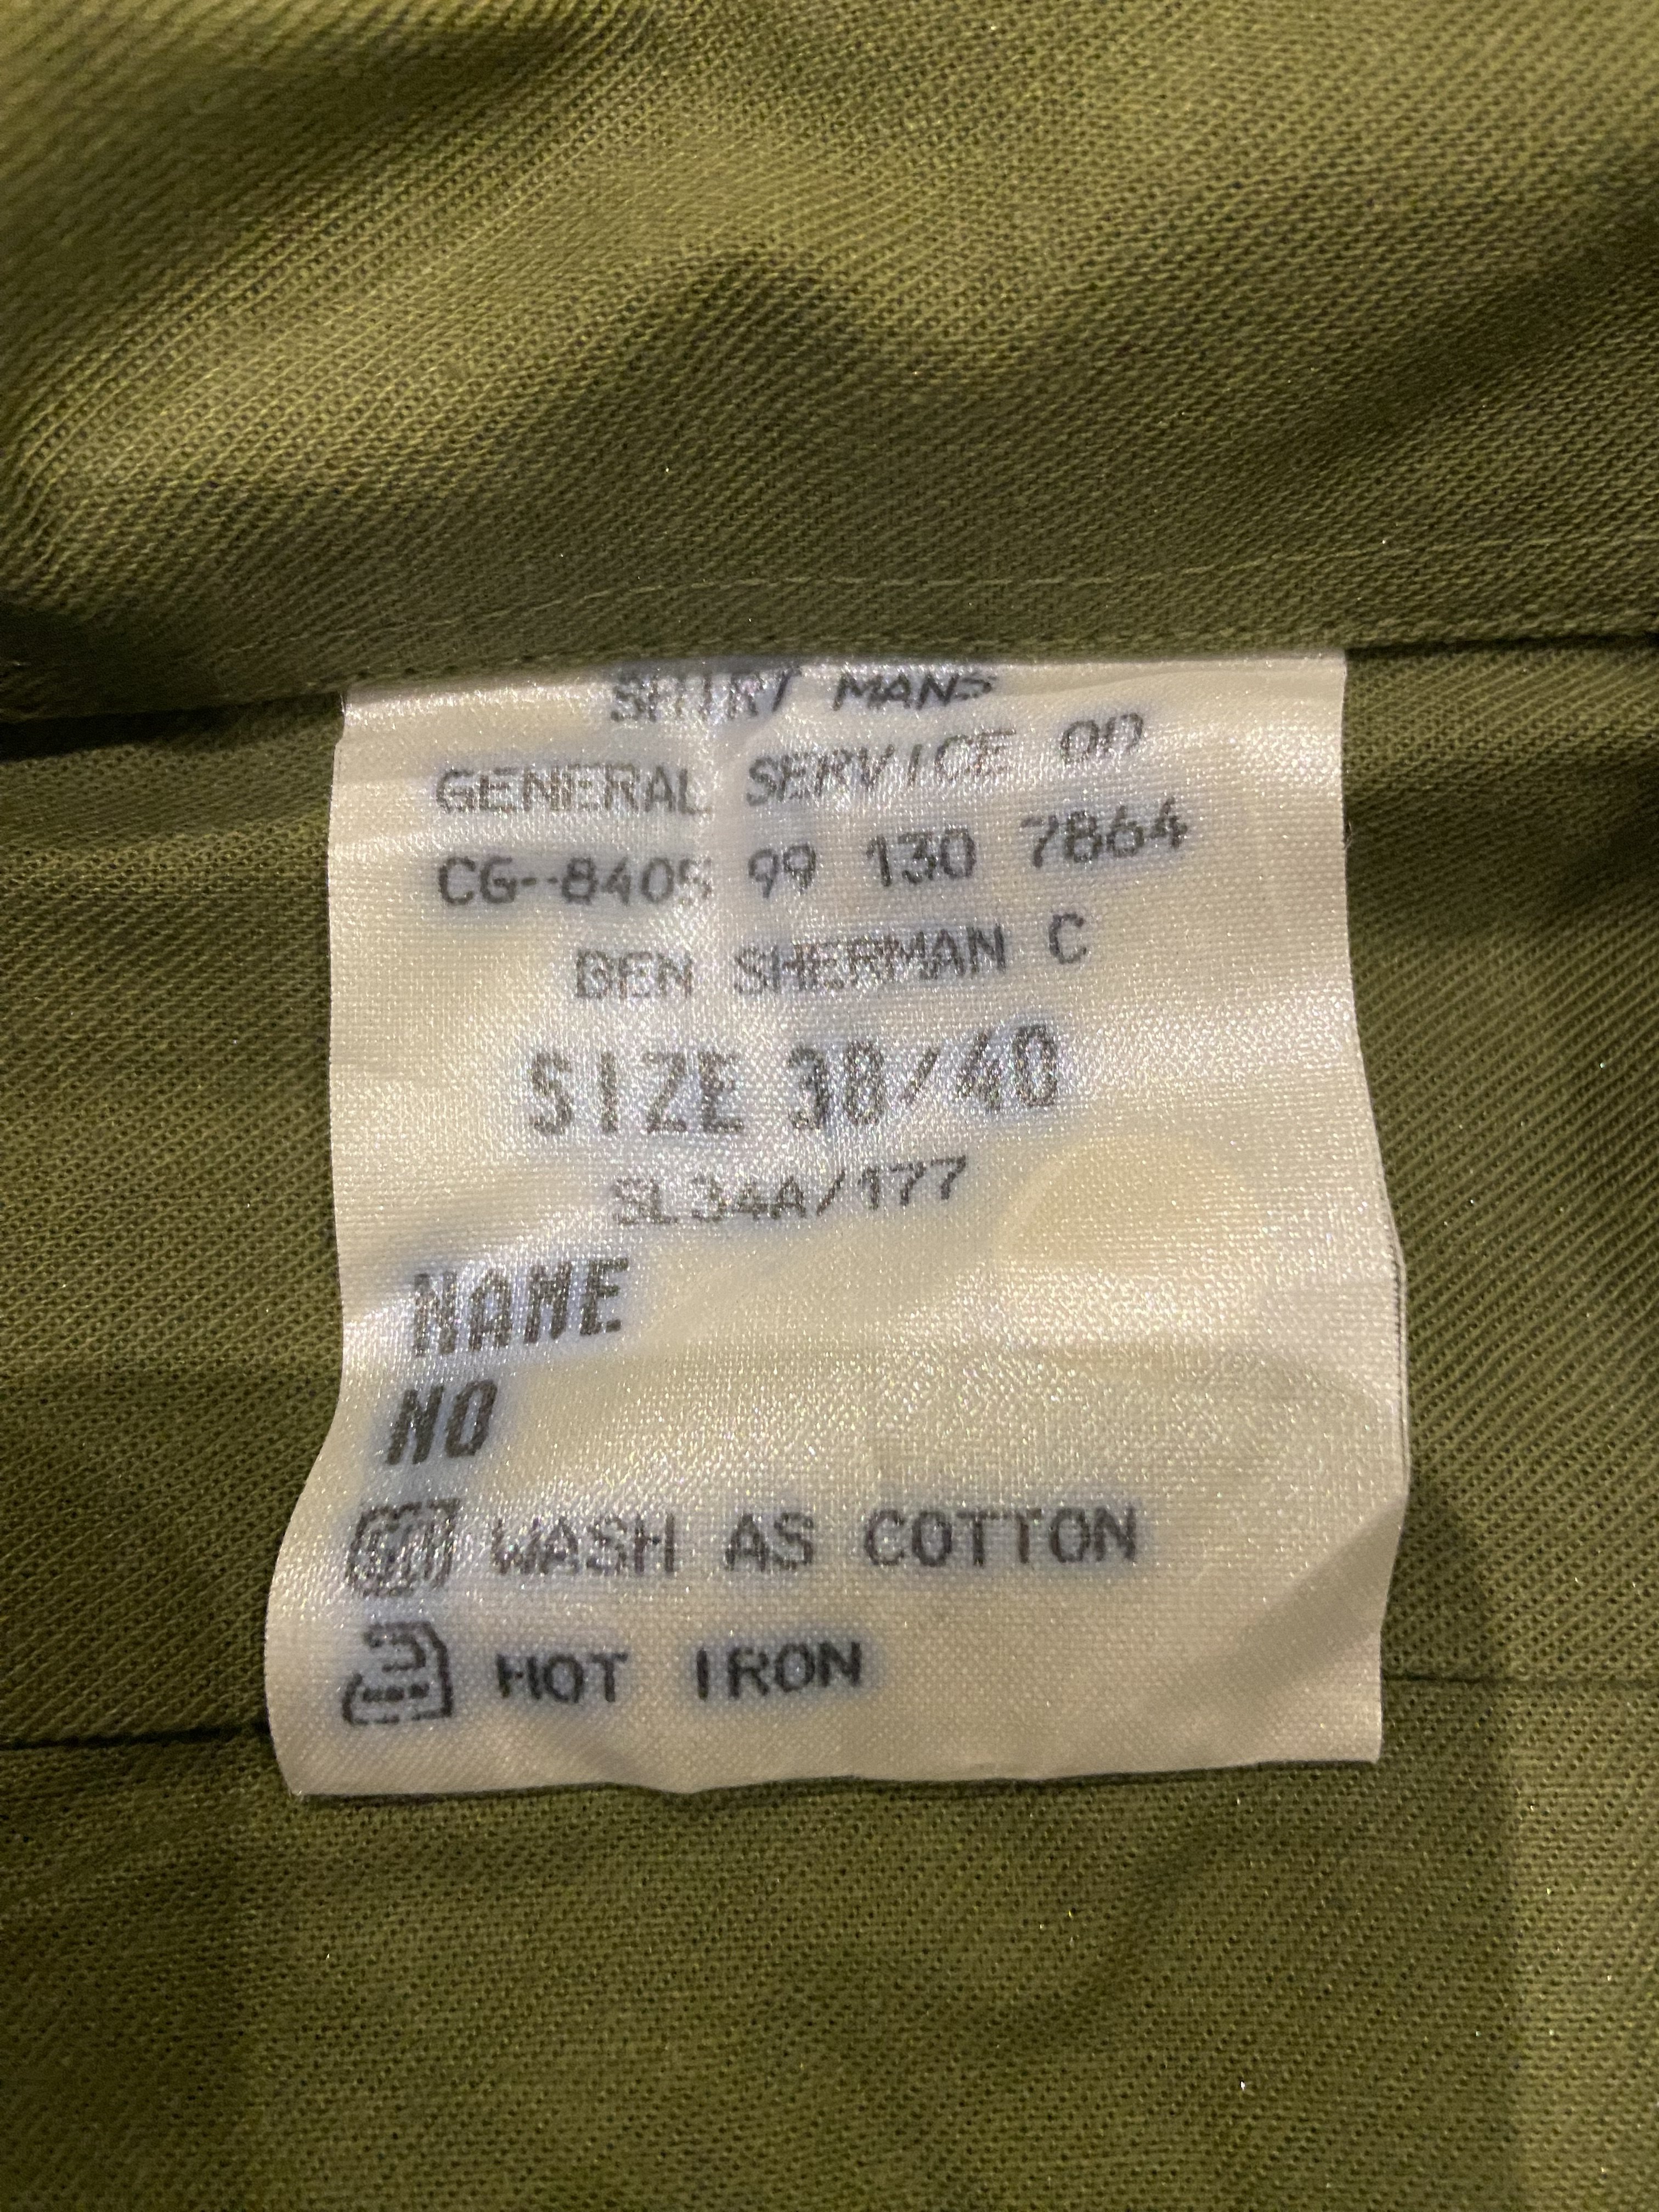 SHIRT MANS
GENERAL SERVICE OD
CG--8405 99 130 7864
BEN SHERMAN C
SIZE 38/40
SL34A/177
NAME
NO
WASH AS COTTON
HOT IRON